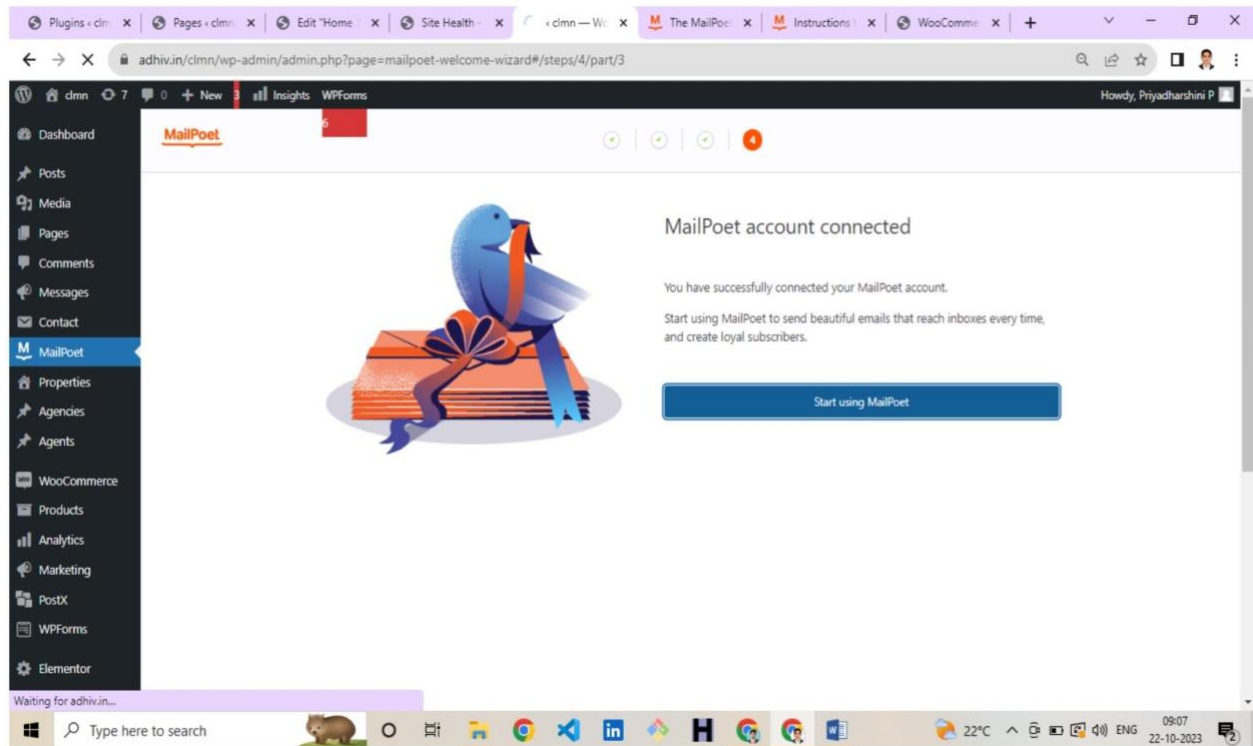 Plugins ‹ clm
Pages ‹ clmn
Edit "Home
Site Health -
‹ clmn — Wo
The MailPoe
Instructions
WooComme
adhiv.in/clmn/wp-admin/admin.php?page=mailpoet-welcome-wizard#/steps/4/part/3
clmn 7 0 + New 3 Insights WPForms
6
Howdy, Priyadharshini P
MailPoet
4
Dashboard
Posts
Media
Pages
Comments
Messages
Contact
MailPoet
Properties
Agencies
Agents
WooCommerce
Products
Analytics
Marketing
PostX
WPForms
Elementor
MailPoet account connected
You have successfully connected your MailPoet account.
Start using MailPoet to send beautiful emails that reach inboxes every time,
and create loyal subscribers.
Start using MailPoet
Waiting for adhiv.in...
Type here to search
22°C
ENG
09:07
22-10-2023
2